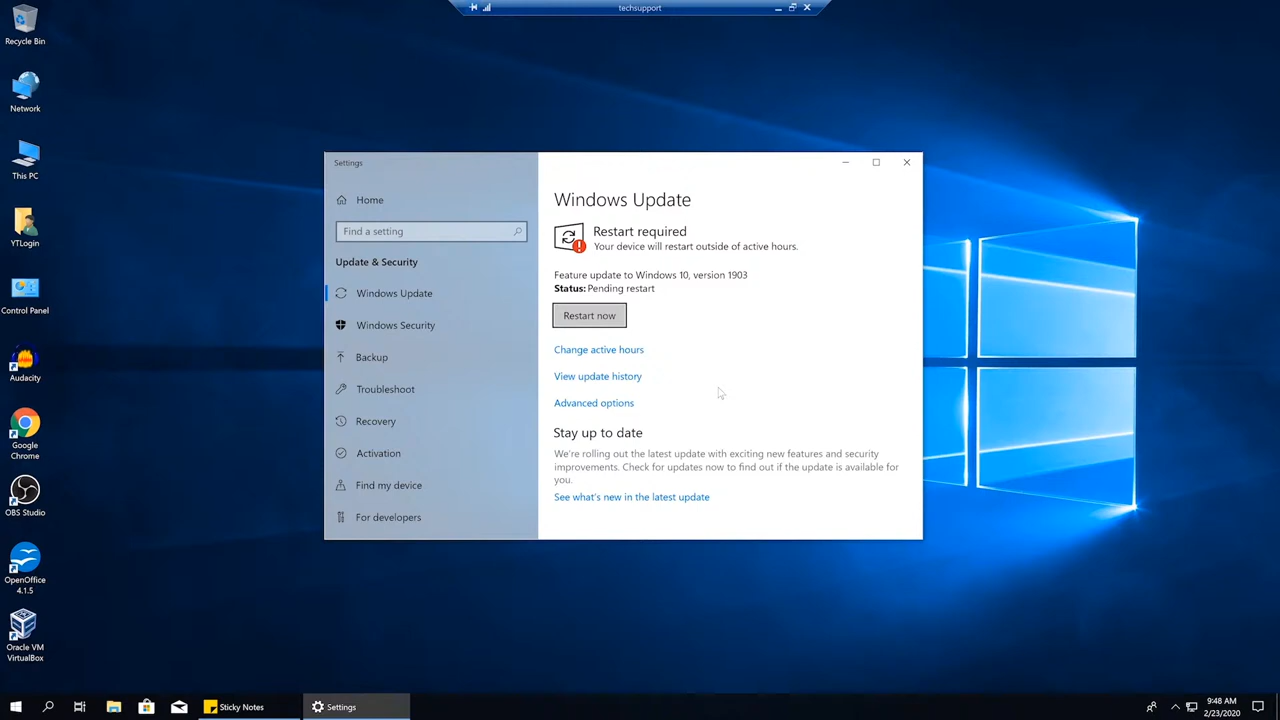 techsupport
Recycle Bin
Network
This PC
YTLogin
Control Panel
Audacity
Google
Chrome
OBS Studio
OpenOffice
4.1.5
Oracle VM
VirtualBox
Settings
Home
Find a setting
Update & Security
Windows Update
Windows Security
Backup
Troubleshoot
Recovery
Activation
Find my device
For developers
Windows Update
Restart required
Your device will restart outside of active hours.
Feature update to Windows 10, version 1903
Status: Pending restart
Restart now
Change active hours
View update history
Advanced options
Stay up to date
We're rolling out the latest update with exciting new features and security
improvements. Check for updates now to find out if the update is available for
you.
See what's new in the latest update
Sticky Notes
Settings
9:48 AM
2/23/2020